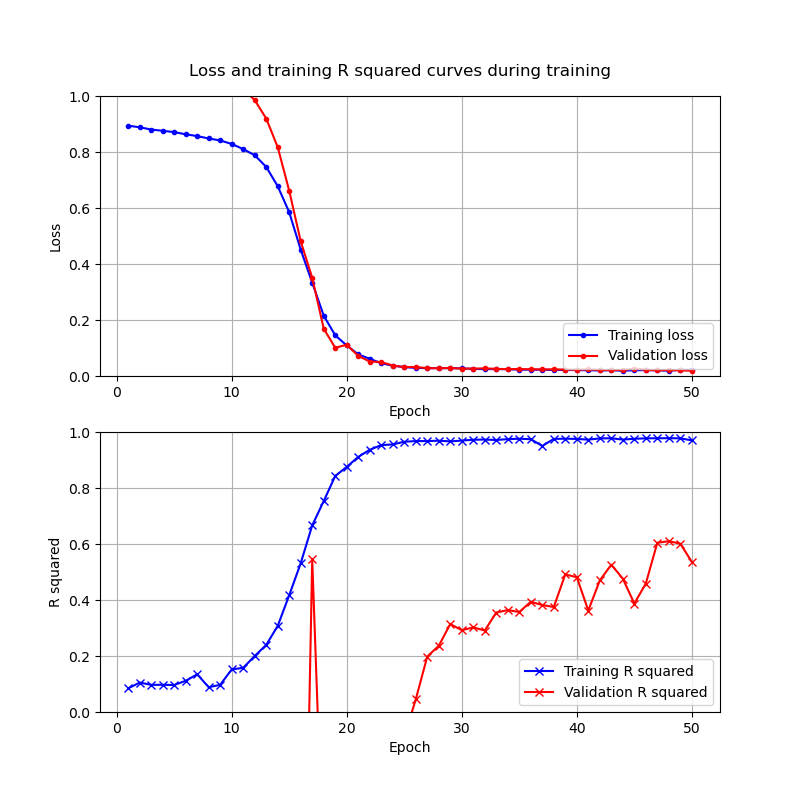 Loss and training R squared curves during training
1.0
0.8
0.6
0.4
0.2
0.0
Loss
Training loss
Validation loss
0 10 20 30 40 50
Epoch
1.0
0.8
0.6
0.4
0.2
0.0
R squared
Training R squared
Validation R squared
0 10 20 30 40 50
Epoch